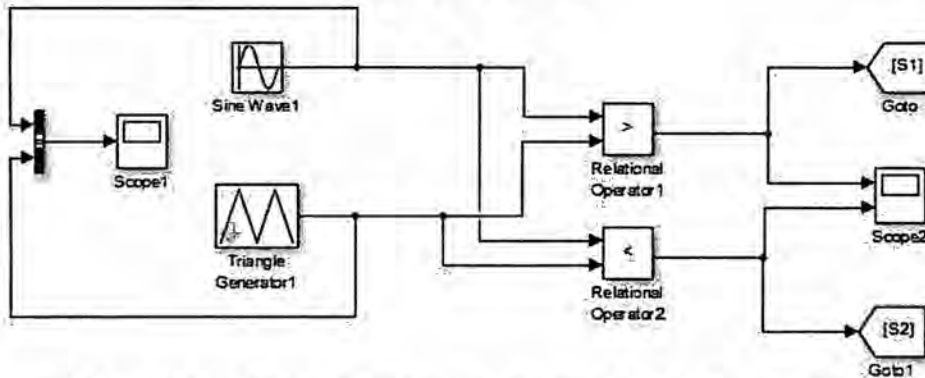 [S1]
Goto
Sine Wave1
Scope1
>
Relational
Operator1
Scope2
Triangle
Generator1
<
Relational
Operator2
[S2]
Goto1